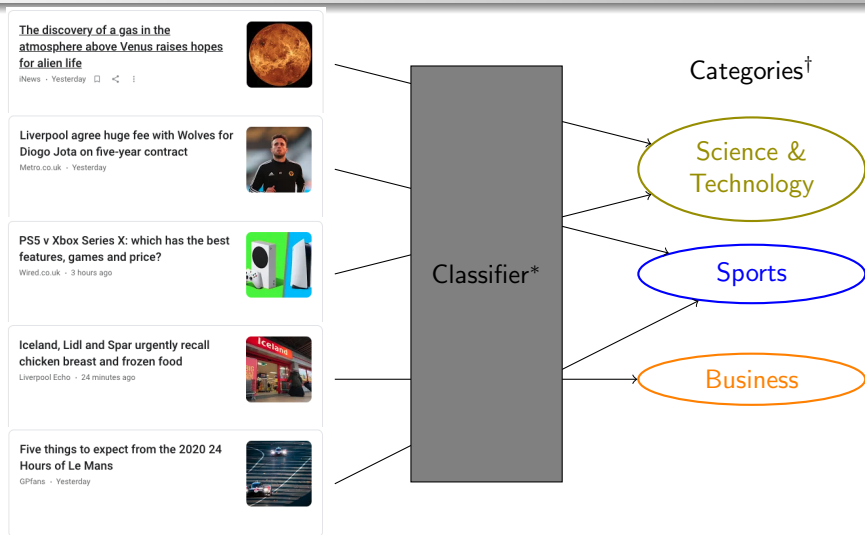 The discovery of a gas in the
atmosphere above Venus raises hopes
for alien life
iNews · Yesterday
Liverpool agree huge fee with Wolves for
Diogo Jota on five-year contract
Metro.co.uk · Yesterday
PS5 v Xbox Series X: which has the best
features, games and price?
Wired.co.uk · 3 hours ago
Iceland, Lidl and Spar urgently recall
chicken breast and frozen food
Liverpool Echo · 24 minutes ago
Iceland
Five things to expect from the 2020 24
Hours of Le Mans
GPfans · Yesterday
Classifier*
Categories†
Science &
Technology
Sports
Business